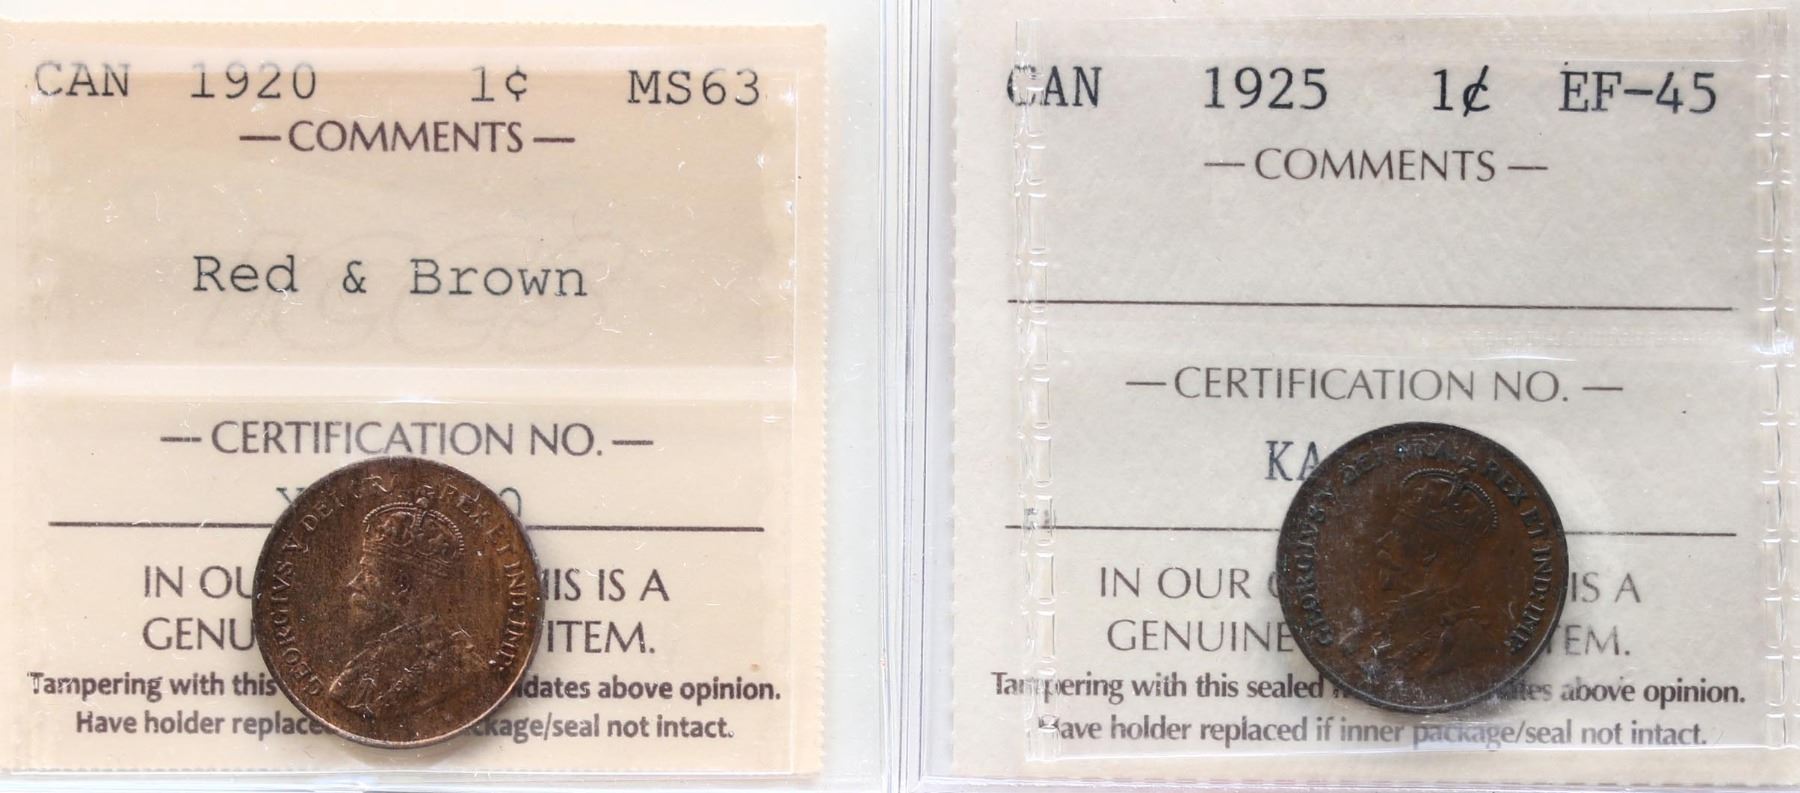 CAN 1920 1¢ MS63
—COMMENTS—
Red & Brown
—CERTIFICATION NO.—
IN OU IS IS A
GENU ITEM.
Tampering with this idates above opinion.
Have holder replace ckage/seal not intact.
GEORGIVS V DEI GRA: REX ET IND: IMP:
CAN 1925 1¢ EF-45
—COMMENTS—
—CERTIFICATION NO.—
KA
IN OUR IS A
GENUINE TEM.
Tampering with this sealed tes above opinion.
Have holder replaced if inner package/seal not intact.
GEORGIVS V DEI GRA: REX ET IND: IMP: